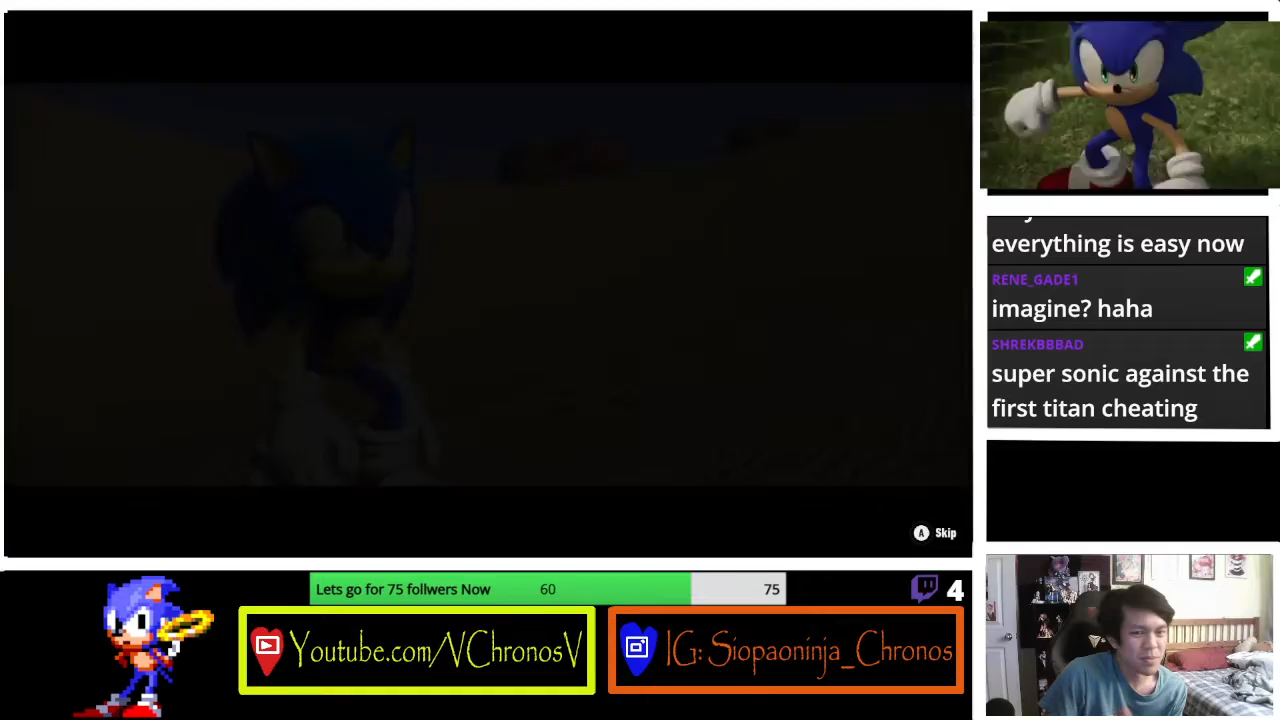 everything is easy now
RENE_GADE1
imagine? haha
SHREKBBBAD
super sonic against the
first titan cheating
A Skip
Lets go for 75 follwers Now 60 75
4
Youtube.com/VChronosV
IG: Siopaoninja_Chronos